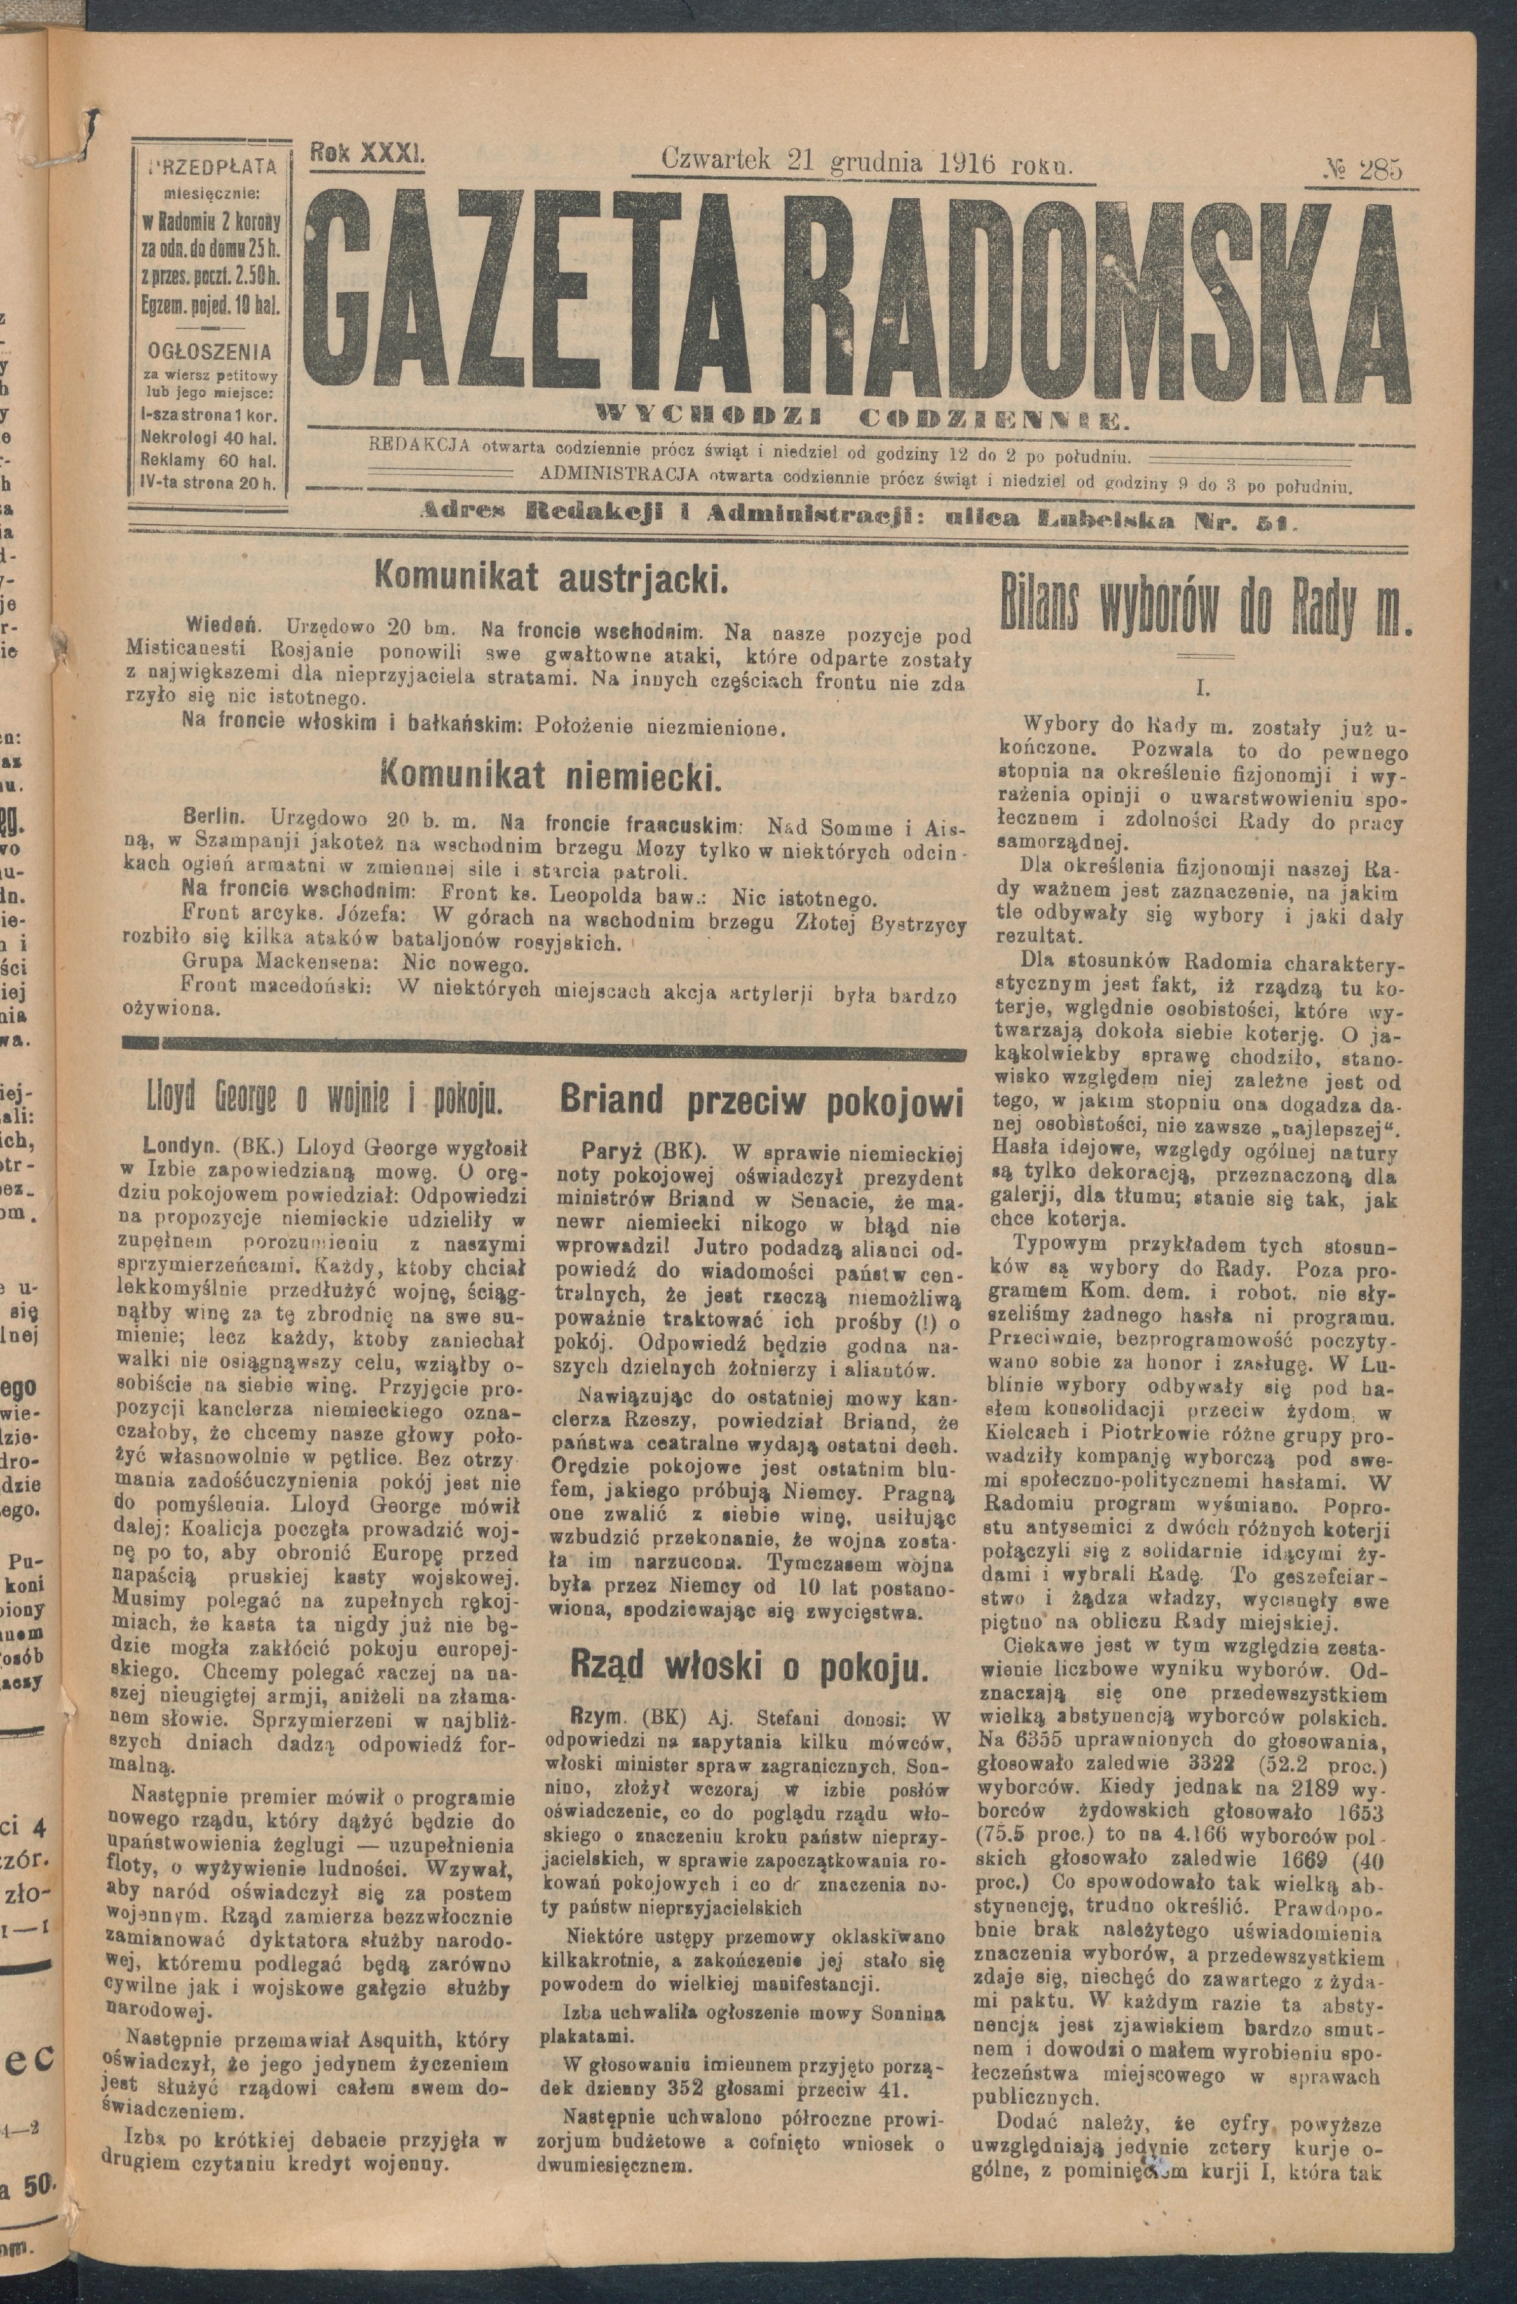 PRZEDPŁATA
miesięcznie:
w Radomiu 2 korony
za odn. do domu 25 h.
z przes. poczt. 2.50 h.
Egzem. pojed. 10 hal.
OGŁOSZENIA
za wiersz petitowy
lub jego miejsce:
I-sza strona 1 kor.
Nekrologi 40 hal.
Reklamy 60 hal.
IV-ta strona 20 h.
Rok XXXI.
Czwartek 21 grudnia 1916 roku.
№ 285
GAZETA RADOMSKA
WYCHODZI CODZIENNIE.
REDAKCJA otwarta codziennie prócz świąt i niedziel od godziny 12 do 2 po południu.
ADMINISTRACJA otwarta codziennie prócz świąt i niedziel od godziny 9 do 3 po południu.
Adres Redakcji i Administracji: ulica Lubelska Nr. 51.
Komunikat austrjacki.
Wiedeń. Urzędowo 20 bm. Na froncie wschodnim. Na nasze pozycje pod
Misticanesti Rosjanie ponowili swe gwałtowne ataki, które odparte zostały
z największemi dla nieprzyjaciela stratami. Na innych częściach frontu nie zda
rzyło się nic istotnego.
Na froncie włoskim i bałkańskim: Położenie niezmienione.
Komunikat niemiecki.
Berlin. Urzędowo 20 b. m. Na froncie francuskim: Nad Somme i Ais-
ną, w Szampanji jakoteż na wschodnim brzegu Mozy tylko w niektórych odcin-
kach ogień armatni w zmiennej sile i starcia patroli.
Na froncie wschodnim: Front ks. Leopolda baw.: Nic istotnego.
Front arcyks. Józefa: W górach na wschodnim brzegu Złotej Bystrzycy
rozbiło się kilka ataków bataljonów rosyjskich.
Grupa Mackensena: Nic nowego.
Front macedoński: W niektórych miejscach akcja artylerji była bardzo
ożywiona.
Lloyd George o wojnie i pokoju.
Londyn. (BK.) Lloyd George wygłosił
w Izbie zapowiedzianą mowę. O orę-
dziu pokojowem powiedział: Odpowiedzi
na propozycje niemieckie udzieliły w
zupełnem porozumieniu z naszymi
sprzymierzeńcami. Każdy, ktoby chciał
lekkomyślnie przedłużyć wojnę, ściąg-
nąłby winę za tę zbrodnię na swe su-
mienie; lecz każdy, ktoby zaniechał
walki nie osiągnąwszy celu, wziąłby o-
sobiście na siebie winę. Przyjęcie pro-
pozycji kanclerza niemieckiego ozna-
czałoby, że chcemy nasze głowy poło-
żyć własnowolnie w pętlice. Bez otrzy
mania zadośćuczynienia pokój jest nie
do pomyślenia. Lloyd George mówił
dalej: Koalicja poczęła prowadzić woj-
nę po to, aby obronić Europę przed
napaścią pruskiej kasty wojskowej.
Musimy polegać na zupełnych rękoj-
miach, że kasta ta nigdy już nie bę-
dzie mogła zakłócić pokoju europej-
skiego. Chcemy polegać raczej na na-
szej nieugiętej armji, aniżeli na złama-
nem słowie. Sprzymierzeni w najbliż-
szych dniach dadzą odpowiedź for-
malną.
Następnie premier mówił o programie
nowego rządu, który dążyć będzie do
upaństwowienia żeglugi — uzupełnienia
floty, o wyżywienie ludności. Wzywał,
aby naród oświadczył się za postem
wojennym. Rząd zamierza bezzwłocznie
zamianować dyktatora służby narodo-
wej, któremu podlegać będą zarówno
cywilne jak i wojskowe gałęzie służby
narodowej.
Następnie przemawiał Asquith, który
oświadczył, że jego jedynem życzeniem
jest służyć rządowi całem swem do-
świadczeniem.
Izba po krótkiej debacie przyjęła w
drugiem czytaniu kredyt wojenny.
Briand przeciw pokojowi
Paryż (BK). W sprawie niemieckiej
noty pokojowej oświadczył prezydent
ministrów Briand w Senacie, że ma-
newr niemiecki nikogo w błąd nie
wprowadzi! Jutro podadzą alianci od-
powiedź do wiadomości państw cen-
tralnych, że jest rzeczą niemożliwą
poważnie traktować ich prośby (!) o
pokój. Odpowiedź będzie godna na-
szych dzielnych żołnierzy i aliantów.
Nawiązując do ostatniej mowy kan-
clerza Rzeszy, powiedział Briand, że
państwa ceatralne wydają ostatni dech.
Orędzie pokojowe jest ostatnim blu-
fem, jakiego próbują Niemcy. Pragną
one zwalić z siebie winę, usiłując
wzbudzić przekonanie, że wojna zosta-
ła im narzucona. Tymczasem wojna
była przez Niemcy od 10 lat postano-
wiona, spodziewając się zwycięstwa.
Rząd włoski o pokoju.
Rzym. (BK) Aj. Stefani donosi: W
odpowiedzi na zapytania kilku mówców,
włoski minister spraw zagranicznych, Son-
nino, złożył wczoraj w izbie posłów
oświadczenie, co do poglądu rządu wło-
skiego o znaczeniu kroku państw nieprzy-
jacielskich, w sprawie zapoczątkowania ro-
kowań pokojowych i co do znaczenia no-
ty państw nieprzyjacielskich
Niektóre ustępy przemowy oklaskiwano
kilkakrotnie, a zakończenie jej stało się
powodem do wielkiej manifestancji.
Izba uchwaliła ogłoszenie mowy Sonnina
plakatami.
W głosowaniu imiennem przyjęto porzą-
dek dzienny 352 głosami przeciw 41.
Następnie uchwalono półroczne prowi-
zorjum budżetowe a cofnięto wniosek o
dwumiesięcznem.
Bilans wyborów do Rady m.
I.
Wybory do Rady m. zostały już u-
kończone. Pozwala to do pewnego
stopnia na określenie fizjonomji i wy-
rażenia opinji o uwarstwowieniu spo-
łecznem i zdolności Rady do pracy
samorządnej.
Dla określenia fizjonomji naszej Ra-
dy ważnem jest zaznaczenie, na jakim
tle odbywały się wybory i jaki dały
rezultat.
Dla stosunków Radomia charaktery-
stycznym jest fakt, iż rządzą tu ko-
terje, względnie osobistości, które wy-
twarzają dokoła siebie koterję. O ja-
kąkolwiekby sprawę chodziło, stano-
wisko względem niej zależne jest od
tego, w jakim stopniu ona dogadza da-
nej osobistości, nie zawsze „najlepszej“.
Hasła idejowe, względy ogólnej natury
są tylko dekoracją, przeznaczoną dla
galerji, dla tłumu; stanie się tak, jak
chce koterja.
Typowym przykładem tych stosun-
ków są wybory do Rady. Poza pro-
gramem Kom. dem. i robot. nie sły-
szeliśmy żadnego hasła ni programu.
Przeciwnie, bezprogramowość poczyty-
wano sobie za honor i zasługę. W Lu-
blinie wybory odbywały się pod ha-
słem konsolidacji przeciw żydom, w
Kielcach i Piotrkowie różne grupy pro-
wadziły kompanję wyborczą pod swe-
mi społeczno-politycznemi hasłami. W
Radomiu program wyśmiano. Popro-
stu antysemici z dwóch różnych koterji
połączyli się z solidarnie idącymi ży-
dami i wybrali Radę. To geszefciar-
stwo i żądza władzy, wycisnęły swe
piętno na obliczu Rady miejskiej.
Ciekawe jest w tym względzie zesta-
wienie liczbowe wyniku wyborów. Od-
znaczają się one przedewszystkiem
wielką abstynencją wyborców polskich.
Na 6355 uprawnionych do głosowania,
głosowało zaledwie 3322 (52.2 proc.)
wyborców. Kiedy jednak na 2189 wy-
borców żydowskich głosowało 1653
(75.5 proc.) to na 4.166 wyborców pol-
skich głosowało zaledwie 1669 (40
proc.) Co spowodowało tak wielką ab-
stynencję, trudno określić. Prawdopo-
bnie brak należytego uświadomienia
znaczenia wyborów, a przedewszystkiem
zdaje się, niechęć do zawartego z żyda-
mi paktu. W każdym razie ta absty-
nencja jest zjawiskiem bardzo smut-
nem i dowodzi o małem wyrobieniu spo-
łeczeństwa miejscowego w sprawach
publicznych.
Dodać należy, że cyfry powyższe
uwzględniają jedynie zctery kurje o-
gólne, z pominięciem kurji I, która tak